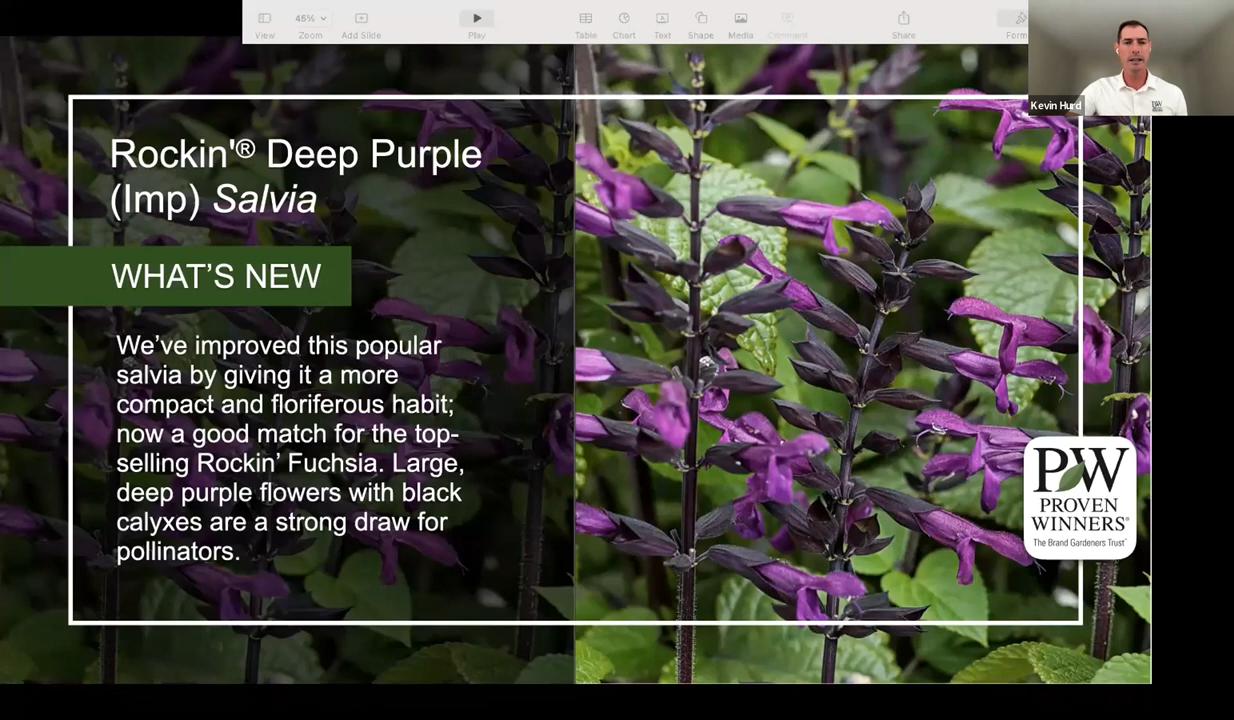 45%
View
Zoom
Add Slide
Play
Table
Chart
Text
Shape
Media
Comment
Share
Form
Kevin Hurd
Rockin'® Deep Purple
(Imp) Salvia
WHAT'S NEW
We've improved this popular
salvia by giving it a more
compact and floriferous habit;
now a good match for the top-
selling Rockin' Fuchsia. Large,
deep purple flowers with black
calyxes are a strong draw for
pollinators.
PW
PROVEN
WINNERS®
The Brand Gardeners Trust™